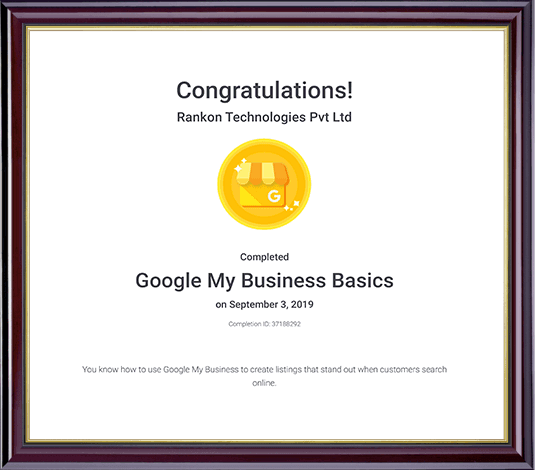 Congratulations!
Rankon Technologies Pvt Ltd
G
Completed
Google My Business Basics
on September 3, 2019
Completion ID: 37188292
You know how to use Google My Business to create listings that stand out when customers search
online.